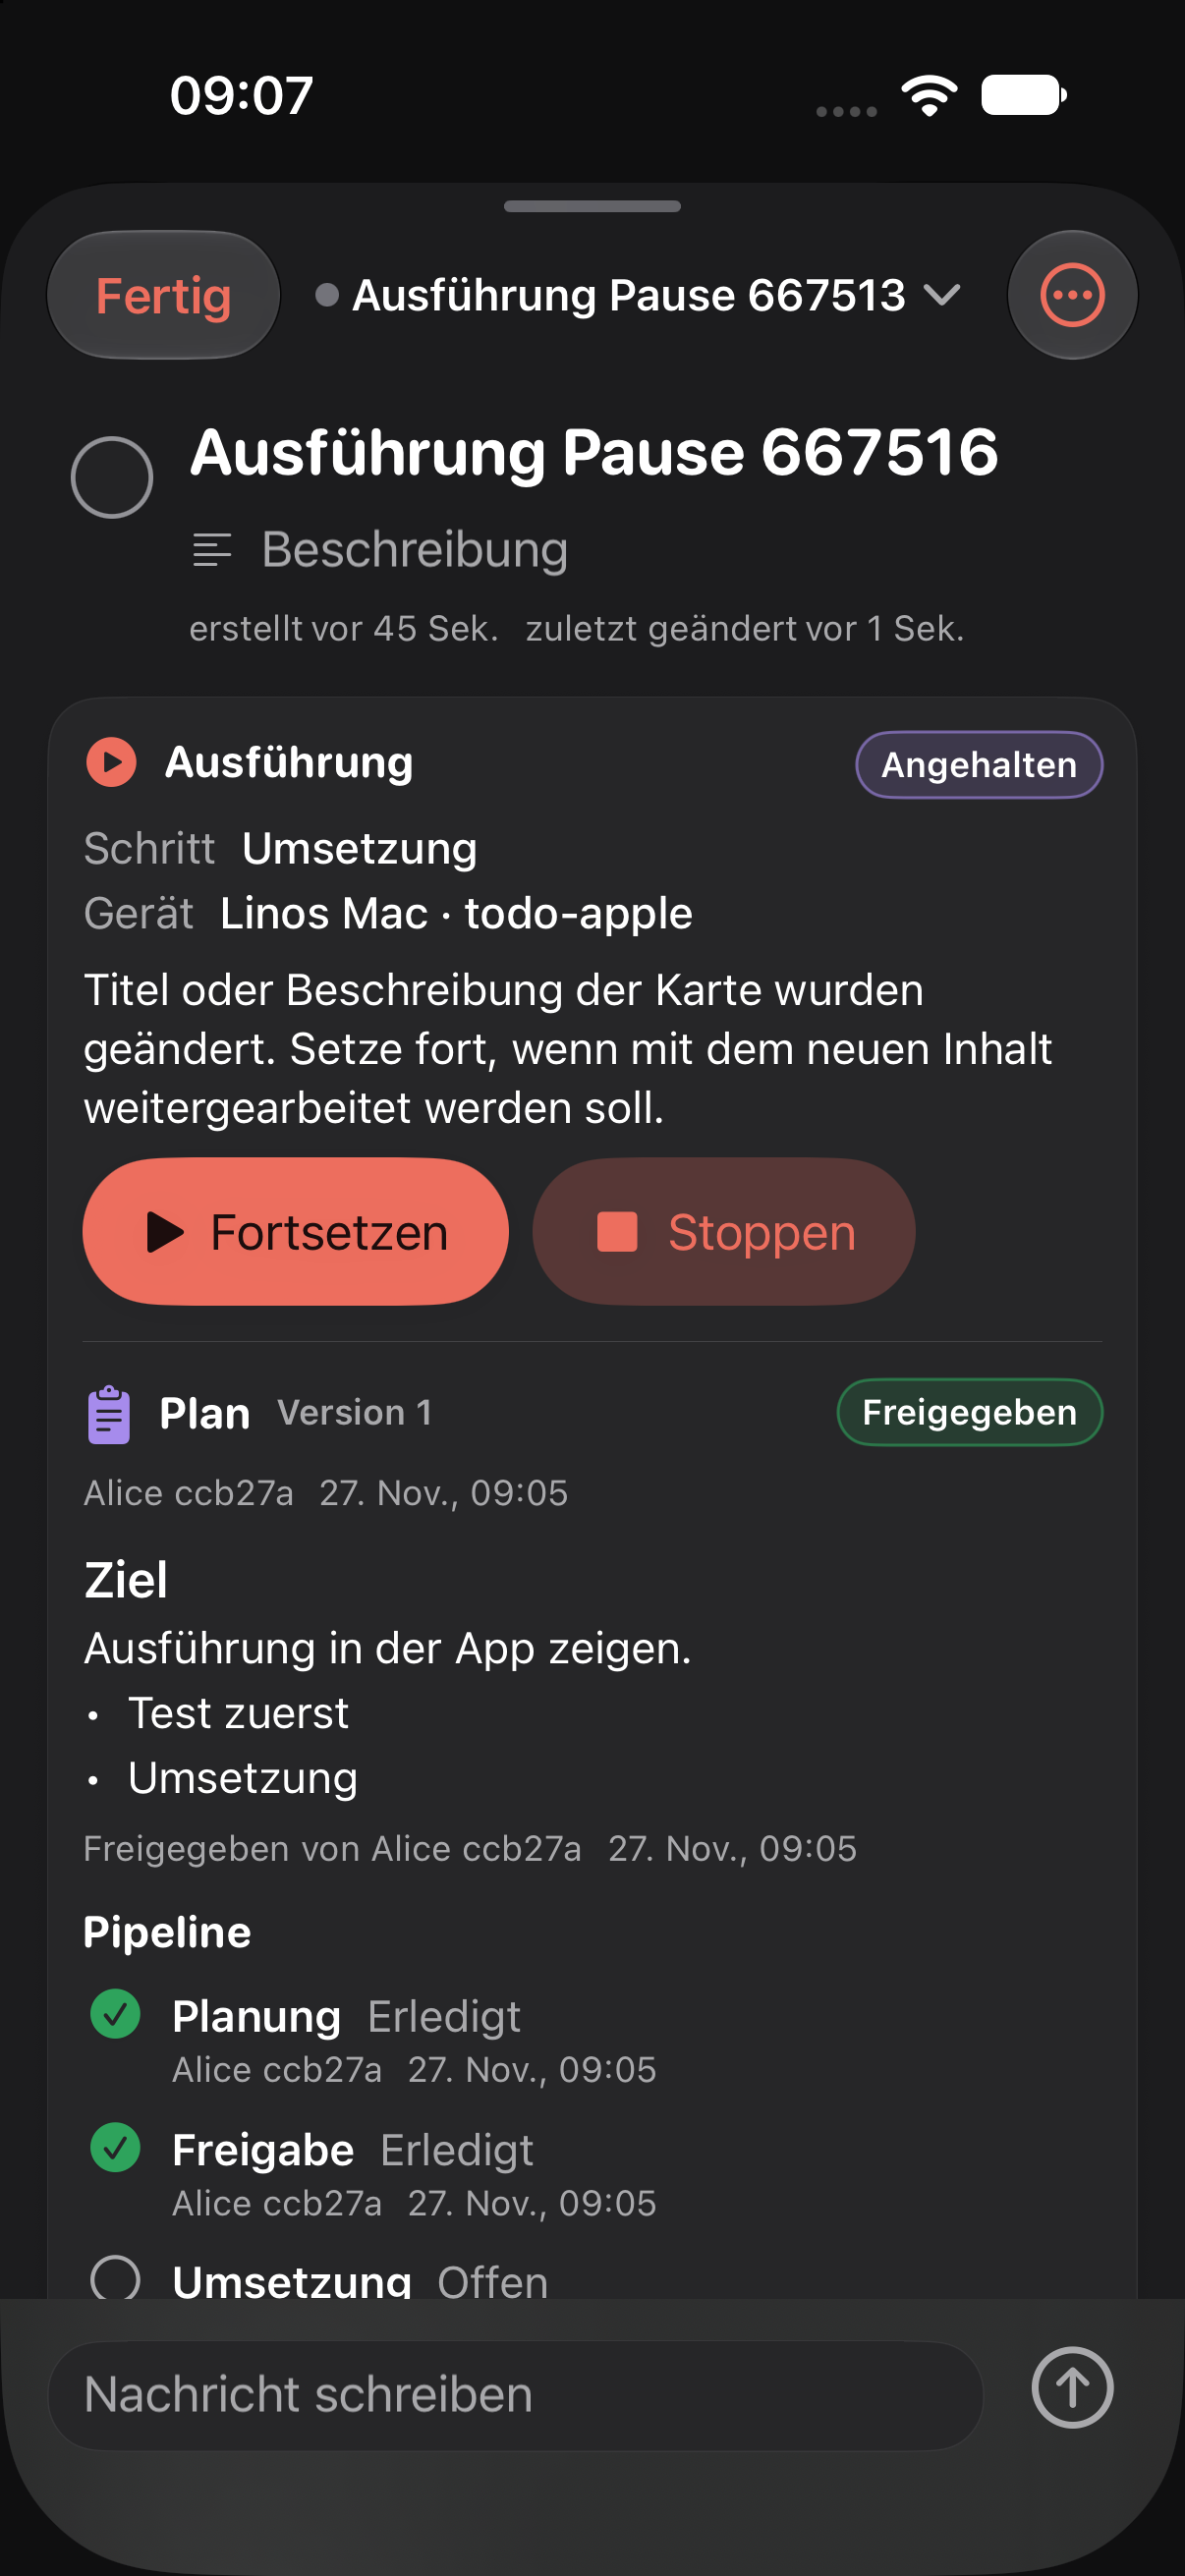 09:07
Fertig
Ausführung Pause 667513
Ausführung Pause 667516
Beschreibung
erstellt vor 45 Sek. zuletzt geändert vor 1 Sek.
Ausführung
Angehalten
Schritt Umsetzung
Gerät Linos Mac · todo-apple
Titel oder Beschreibung der Karte wurden
geändert. Setze fort, wenn mit dem neuen Inhalt
weitergearbeitet werden soll.
Fortsetzen
Stoppen
Plan Version 1
Freigegeben
Alice ccb27a 27. Nov., 09:05
Ziel
Ausführung in der App zeigen.
• Test zuerst
• Umsetzung
Freigegeben von Alice ccb27a 27. Nov., 09:05
Pipeline
Planung Erledigt
Alice ccb27a 27. Nov., 09:05
Freigabe Erledigt
Alice ccb27a 27. Nov., 09:05
Umsetzung Offen
Nachricht schreiben